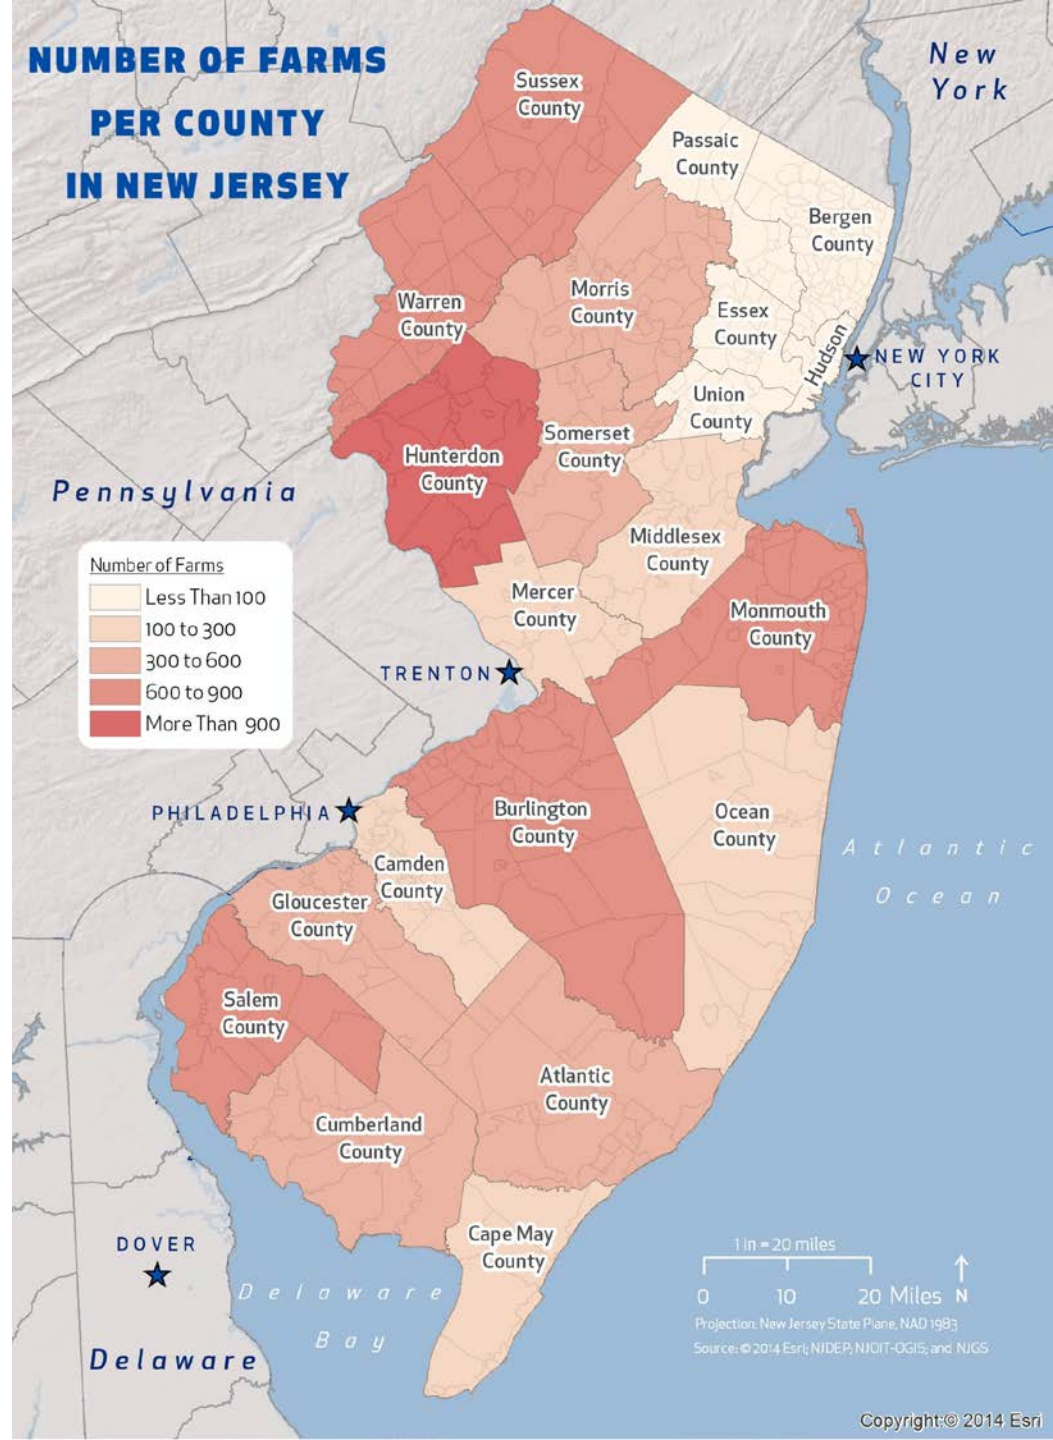 NUMBER OF FARMS
PER COUNTY
IN NEW JERSEY
New
York
Sussex
County
Passaic
County
Bergen
County
Warren
County
Morris
County
Essex
County
Hudson
NEW YORK
CITY
Union
County
Somerset
County
Hunterdon
County
Pennsylvania
Middlesex
County
Number of Farms
Less Than 100
100 to 300
300 to 600
600 to 900
More Than 900
Mercer
County
Monmouth
County
TRENTON
PHILADELPHIA
Burlington
County
Ocean
County
Atlantic
Ocean
Camden
County
Gloucester
County
Salem
County
Atlantic
County
Cumberland
County
Cape May
County
DOVER
Delaware
Bay
Delaware
1 in = 20 miles
0 10 20 Miles N
Projection: New Jersey State Plane, NAD 1983
Source: © 2014 Esri; NJDEP; NJOIT-OGIS; and NJGS
Copyright:© 2014 Esri